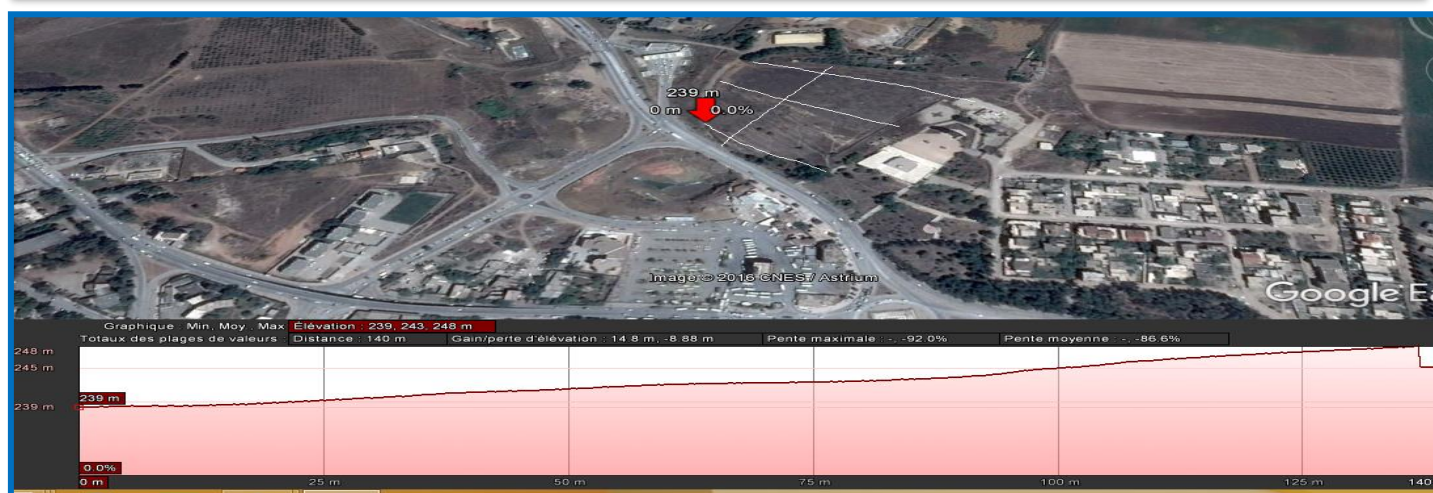 239 m
0 m 0.0%
Image © 2016 CNES / Astrium
Google Ea
Graphique : Min, Moy , Max Élévation : 239, 243, 248 m
Totaux des plages de valeurs : Distance : 140 m Gain/perte d'élévation : 14.8 m, -8.88 m Pente maximale : -, -92.0% Pente moyenne : -, -86.6%
248 m
245 m
239 m
239 m
0.0%
0 m 25 m 50 m 75 m 100 m 125 m 140